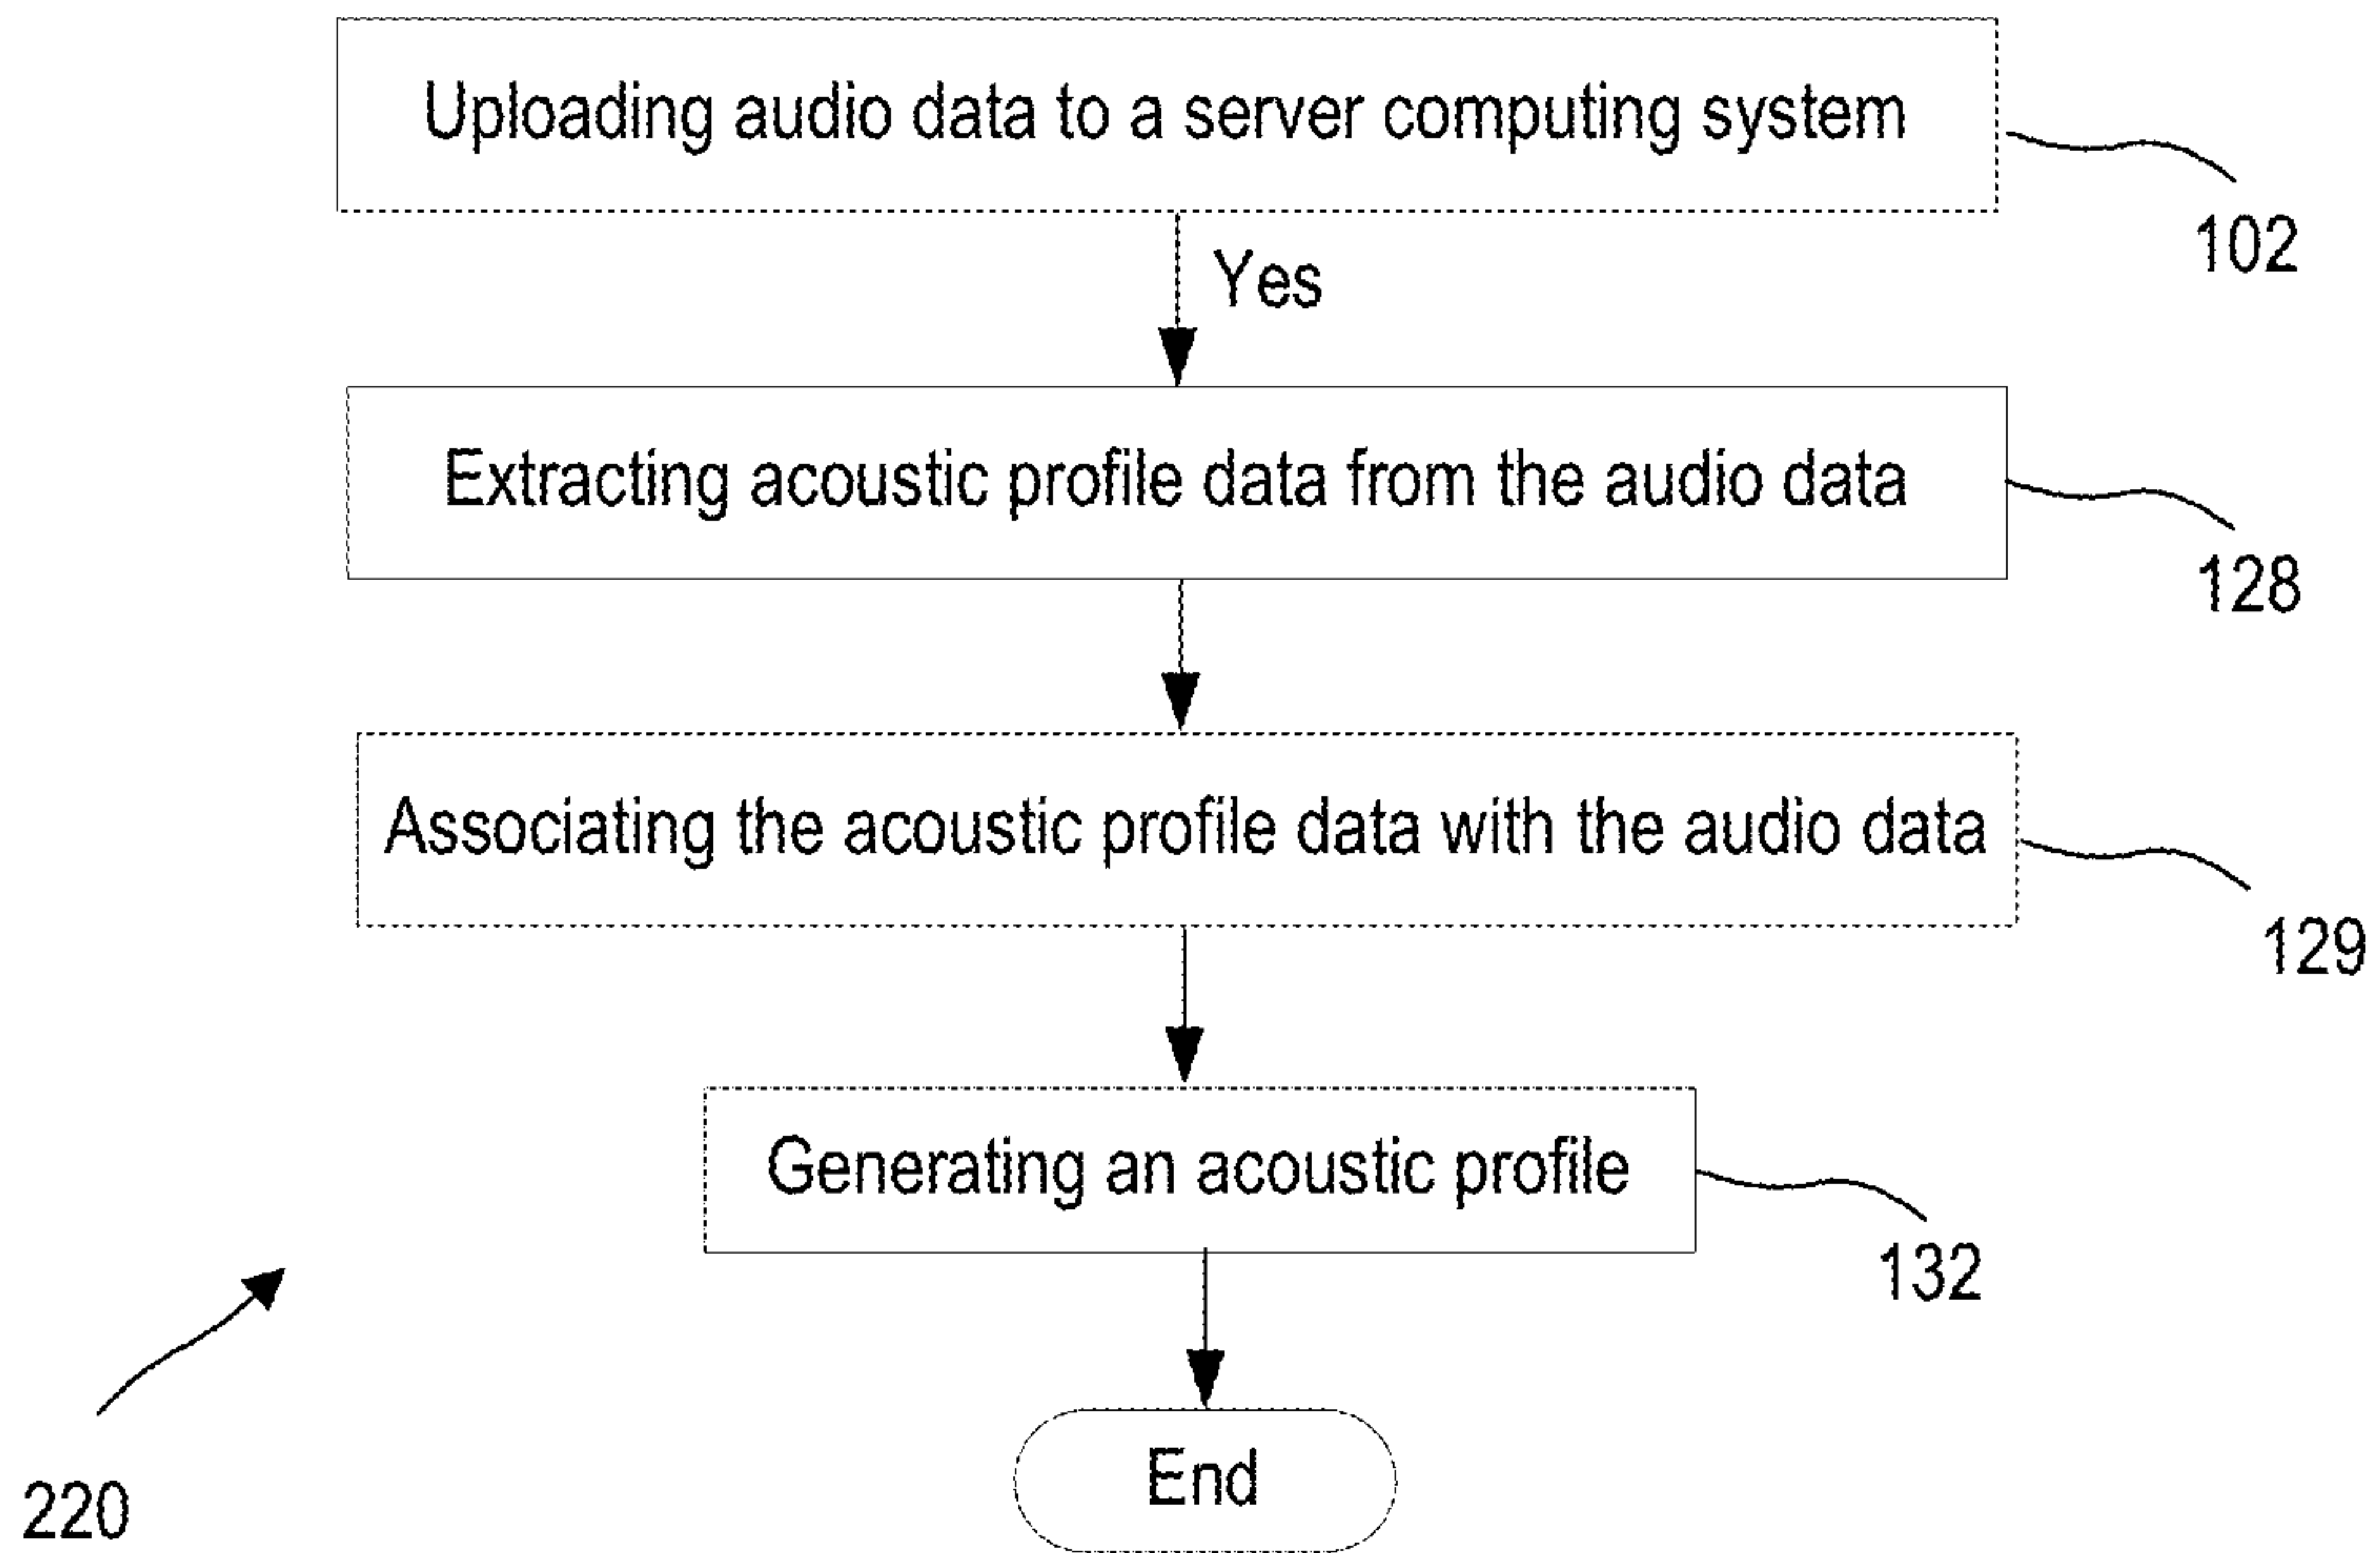 Uploading audio data to a server computing system
102
Yes
Extracting acoustic profile data from the audio data
128
Associating the acoustic profile data with the audio data
129
Generating an acoustic profile
132
End
220